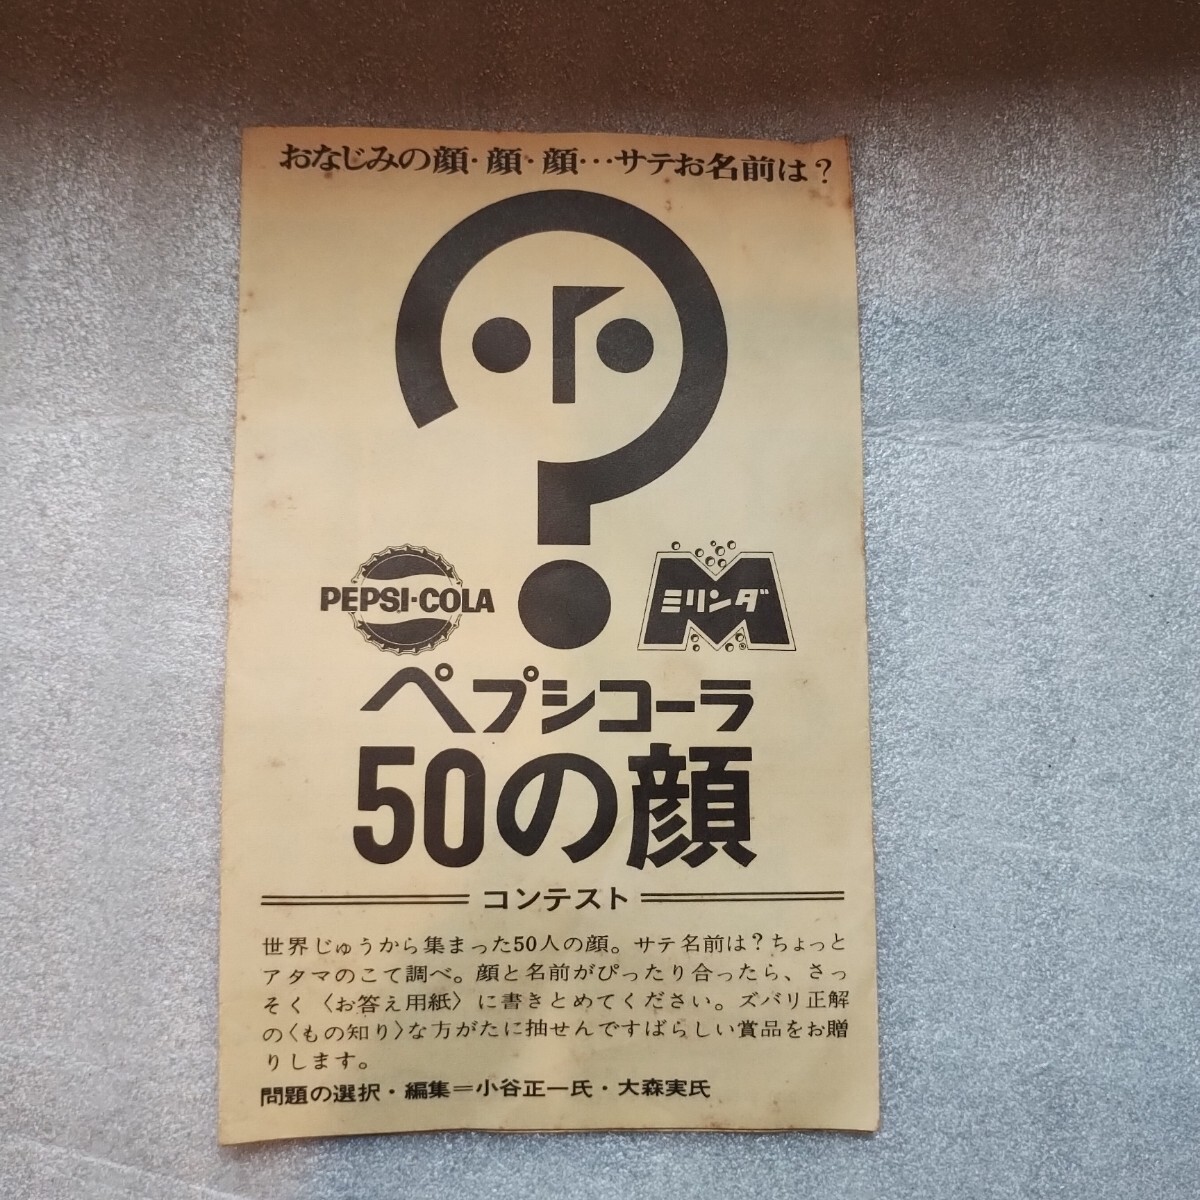 おなじみの顔・顔・顔…サテお名前は？
PEPSI-COLA
ミリンダ
ペプシコーラ
50の顔
コンテスト
世界じゅうから集まった50人の顔。サテ名前は？ちょっと
アタマのこて調べ。顔と名前がぴったり合ったら、さっ
そく〈お答え用紙〉に書きとめてください。ズバリ正解
の〈もの知り〉な方がたに抽せんですばらしい賞品をお贈
りします。
問題の選択・編集＝小谷正一氏・大森実氏